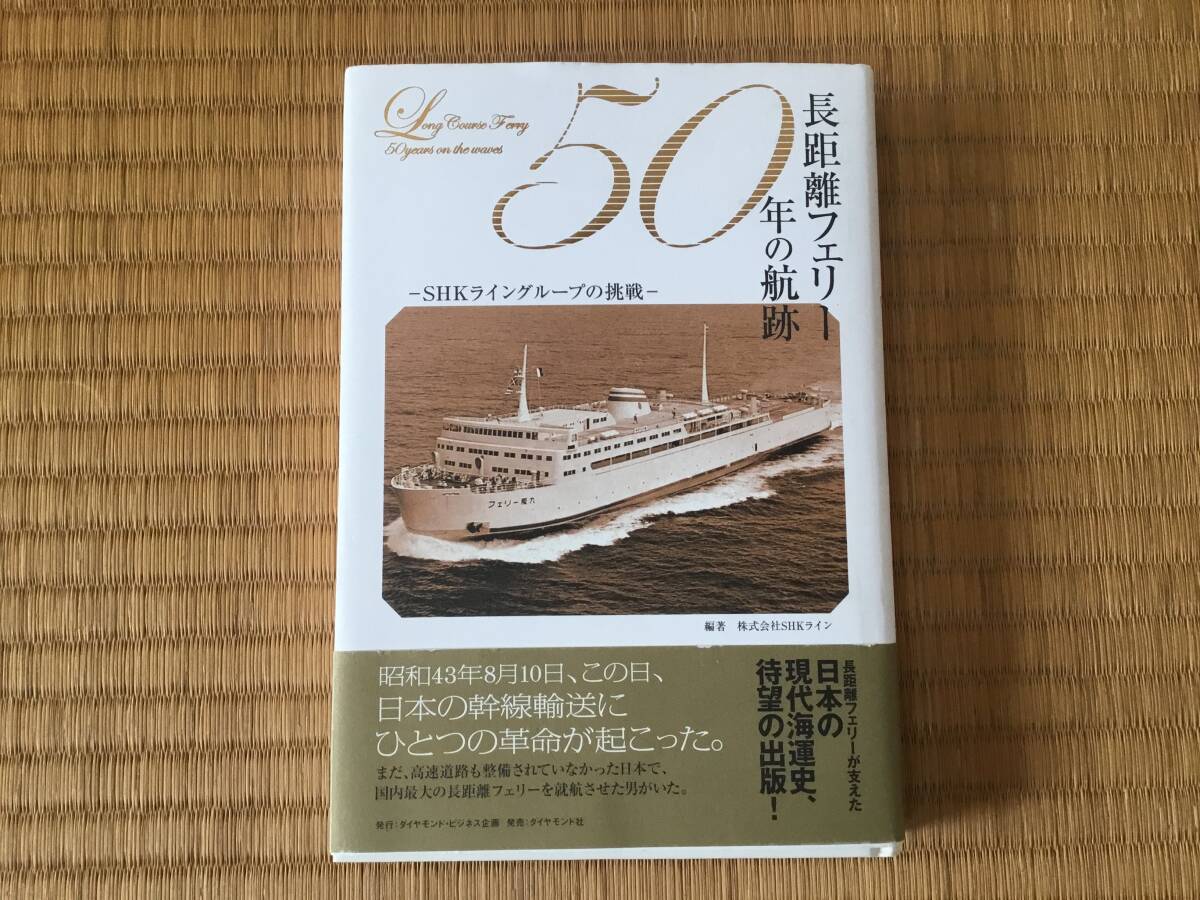 Long Course Ferry
50years on the waves
長距離フェリー
50年の航跡
−SHKライングループの挑戦−
フェリー阪九
編著　株式会社SHKライン
昭和43年8月10日、この日、
日本の幹線輸送に
ひとつの革命が起こった。
まだ、高速道路も整備されていなかった日本で、
国内最大の長距離フェリーを就航させた男がいた。
発行：ダイヤモンド・ビジネス企画　発売：ダイヤモンド社
長距離フェリーが支えた
日本の
現代海運史、
待望の出版！